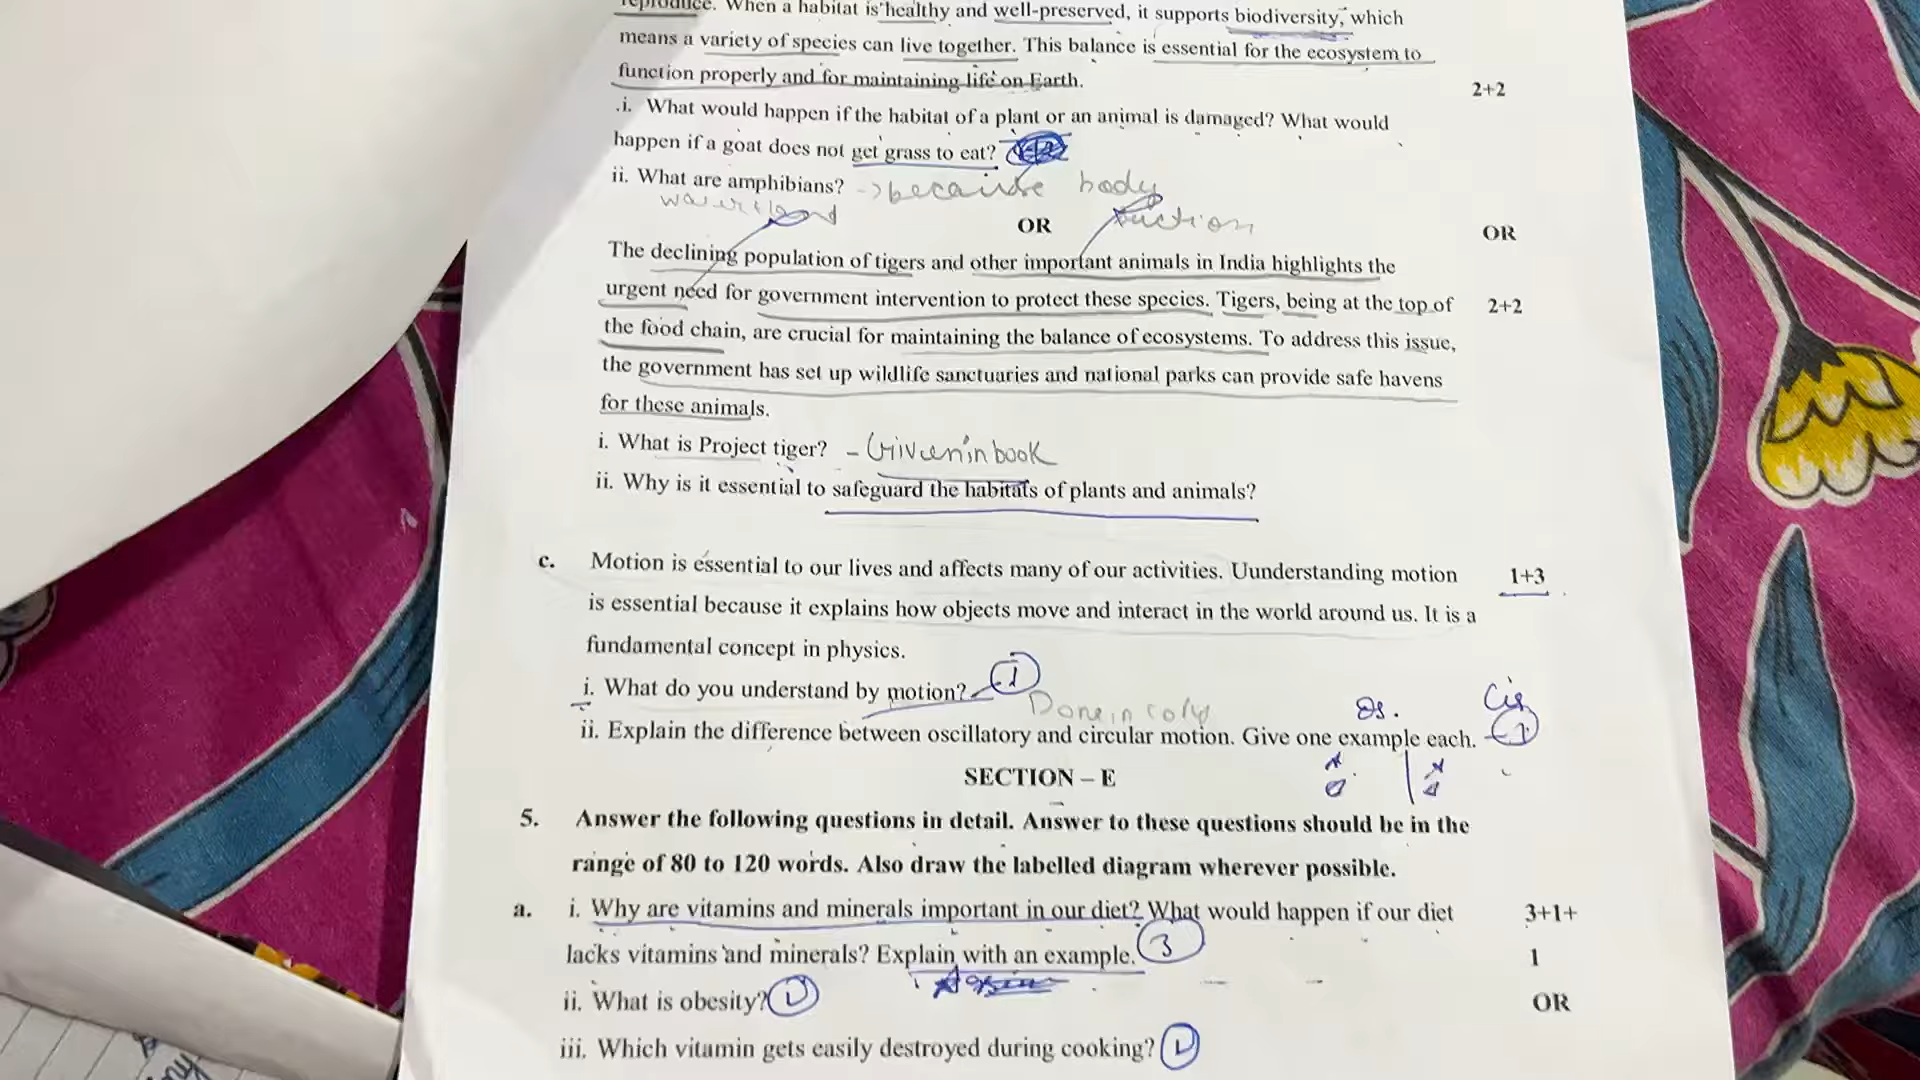 reproduce. When a habitat is healthy and well-preserved, it supports biodiversity, which
means a variety of species can live together. This balance is essential for the ecosystem to
function properly and for maintaining life on Earth.
2+2
.i. What would happen if the habitat of a plant or an animal is damaged? What would
happen if a goat does not get grass to eat?
ii. What are amphibians? → because body
water + land
OR
OR
The declining population of tigers and other important animals in India highlights the
urgent need for government intervention to protect these species. Tigers, being at the top of 2+2
the food chain, are crucial for maintaining the balance of ecosystems. To address this issue,
the government has set up wildlife sanctuaries and national parks can provide safe havens
for these animals.
i. What is Project tiger? - Given in book
ii. Why is it essential to safeguard the habitats of plants and animals?
c. Motion is essential to our lives and affects many of our activities. Uunderstanding motion 1+3
is essential because it explains how objects move and interact in the world around us. It is a
fundamental concept in physics.
i. What do you understand by motion? 1
Done in
Os. Cir
ii. Explain the difference between oscillatory and circular motion. Give one example each.
SECTION – E
5. Answer the following questions in detail. Answer to these questions should be in the
range of 80 to 120 words. Also draw the labelled diagram wherever possible.
a. i. Why are vitamins and minerals important in our diet? What would happen if our diet 3+1+
lacks vitamins and minerals? Explain with an example. 3 1
ii. What is obesity? 1 OR
iii. Which vitamin gets easily destroyed during cooking? 1